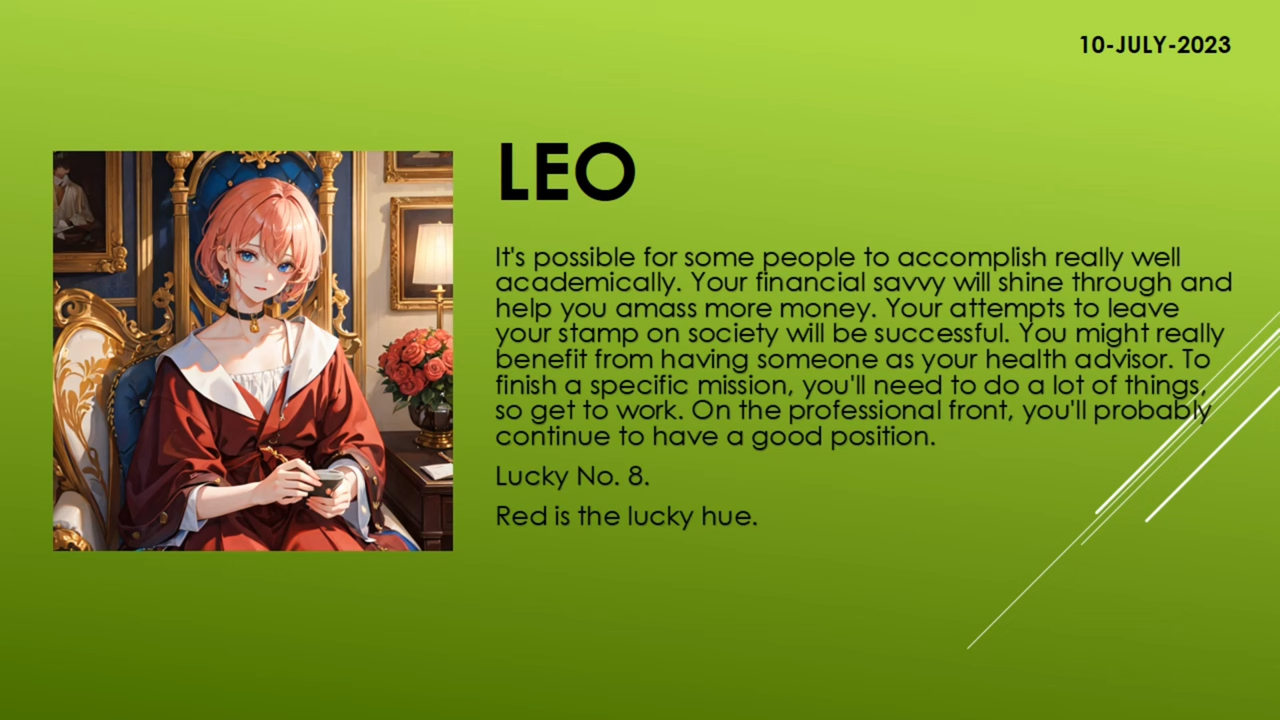 10-JULY-2023
LEO
It's possible for some people to accomplish really well
academically. Your financial savvy will shine through and
help you amass more money. Your attempts to leave
your stamp on society will be successful. You might really
benefit from having someone as your health advisor. To
finish a specific mission, you'll need to do a lot of things,
so get to work. On the professional front, you'll probably
continue to have a good position.
Lucky No. 8.
Red is the lucky hue.